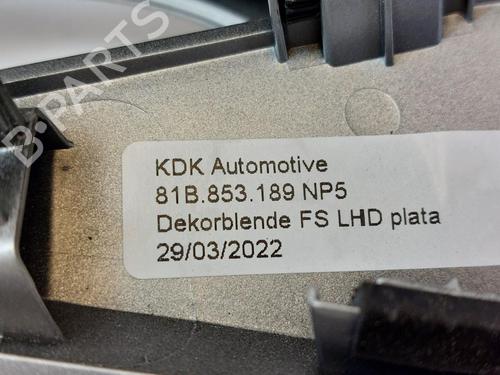 B-PARTS
KDK Automotive
81B.853.189 NP5
Dekorblende FS LHD plata
29/03/2022